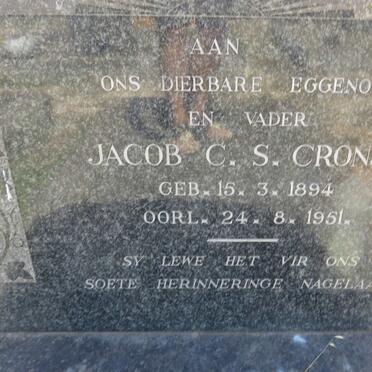 AAN
ONS DIERBARE EGGENO
EN VADER
JACOB C. S. CRON
GEB. 15. 3. 1894
OORL. 24. 8. 1951.
SY LEWE HET VIR ONS
SOETE HERINNERINGE NAGELAA